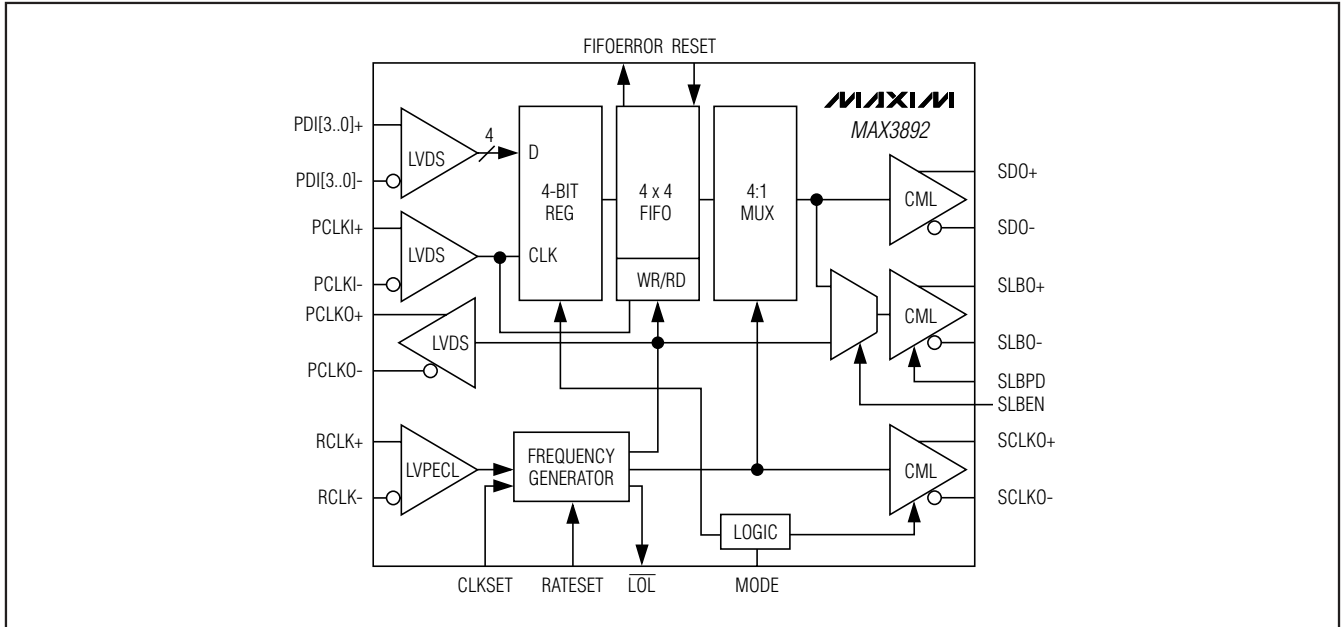 FIFOERROR RESET
MAXIM
MAX3892
PDI[3..0]+
PDI[3..0]-
LVDS
4
D
4-BIT
REG
CLK
4 x 4
FIFO
WR/RD
4:1
MUX
CML
SDO+
SDO-
PCLKI+
PCLKI-
LVDS
PCLKO+
PCLKO-
LVDS
CML
SLBO+
SLBO-
SLBPD
SLBEN
RCLK+
RCLK-
LVPECL
FREQUENCY
GENERATOR
CML
SCLKO+
SCLKO-
LOGIC
CLKSET
RATESET
LOL
MODE